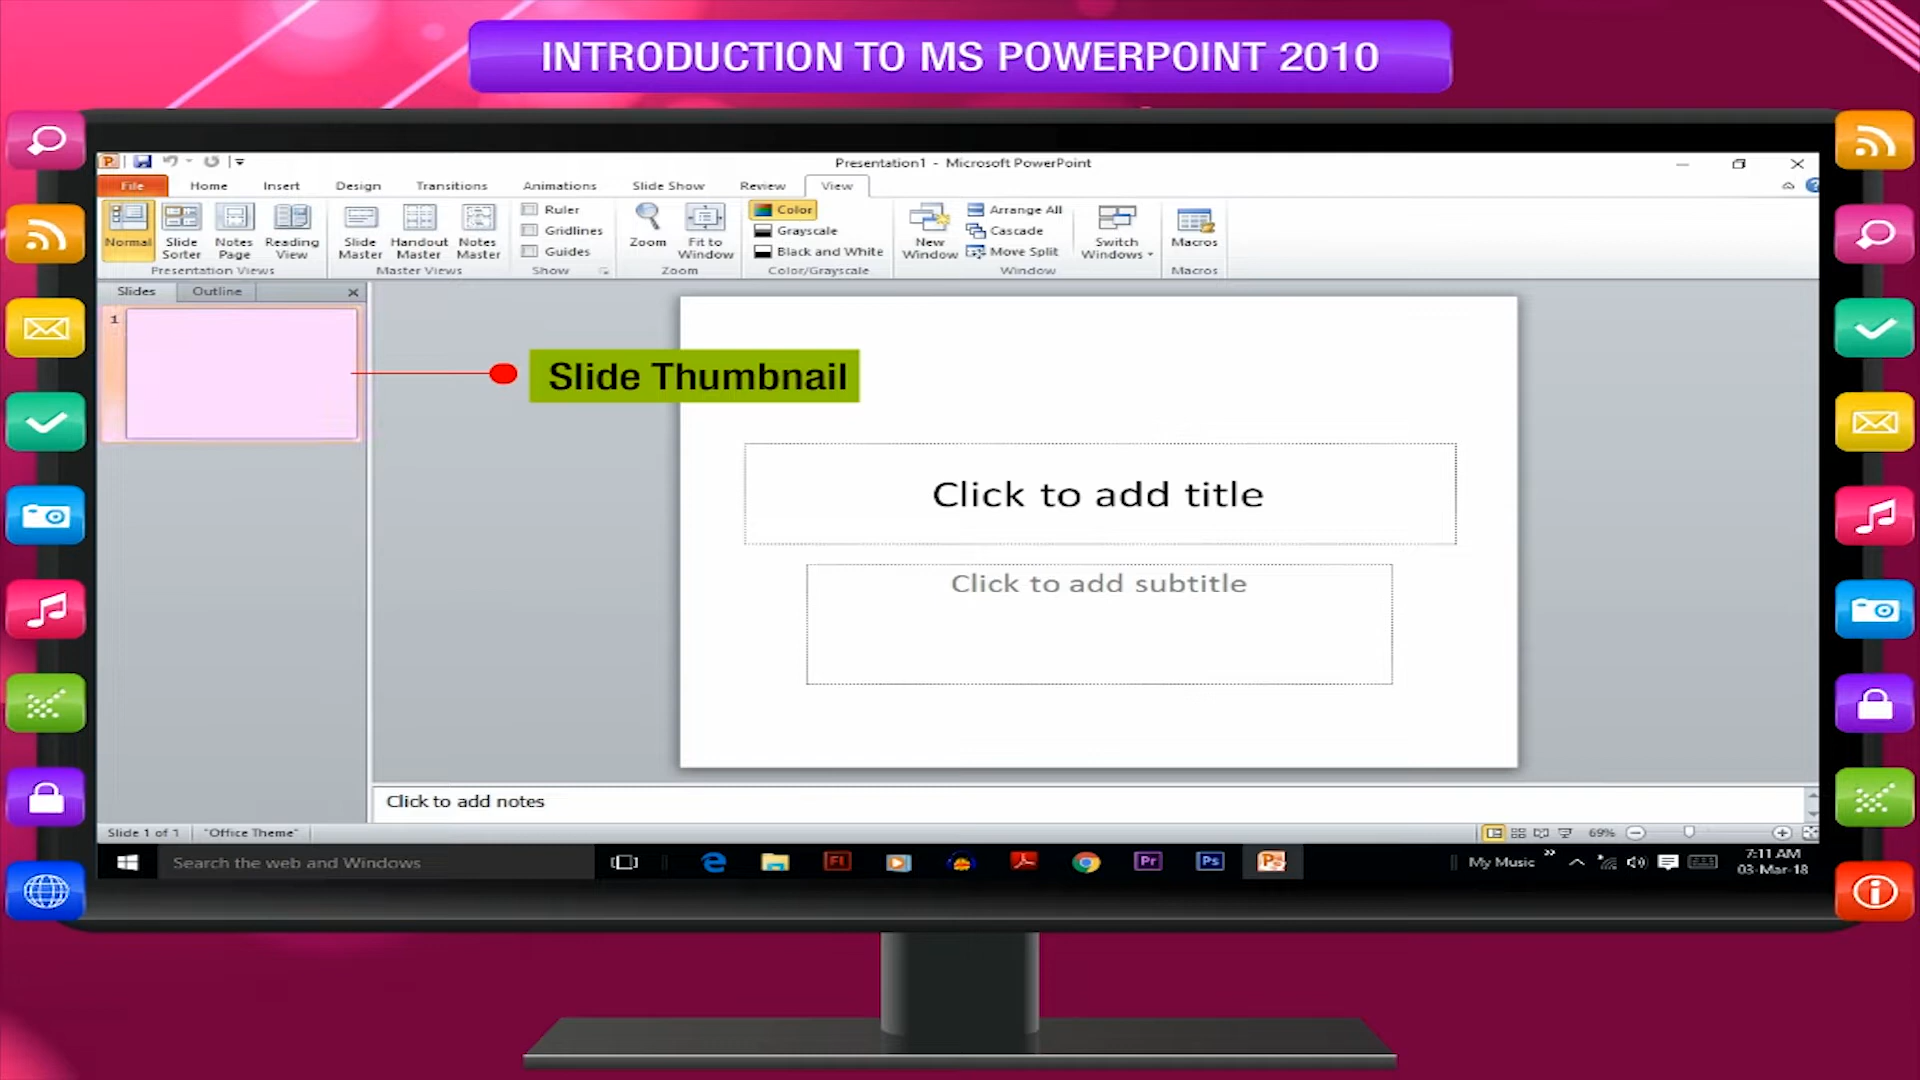 INTRODUCTION TO MS POWERPOINT 2010
Presentation1 - Microsoft PowerPoint
File Home Insert Design Transitions Animations Slide Show Review View
Normal Slide Sorter Notes Page Reading View
Presentation Views
Slide Master Handout Master Notes Master
Master Views
Ruler
Gridlines
Guides
Show
Zoom Fit to Window
Zoom
Color
Grayscale
Black and White
Color/Grayscale
New Window
Arrange All
Cascade
Move Split
Switch Windows
Window
Macros
Macros
Slides Outline
1
Slide Thumbnail
Click to add title
Click to add subtitle
Click to add notes
Slide 1 of 1 "Office Theme" 69%
Search the web and Windows
Pr
Ps
My Music
7:11 AM
03-Mar-18